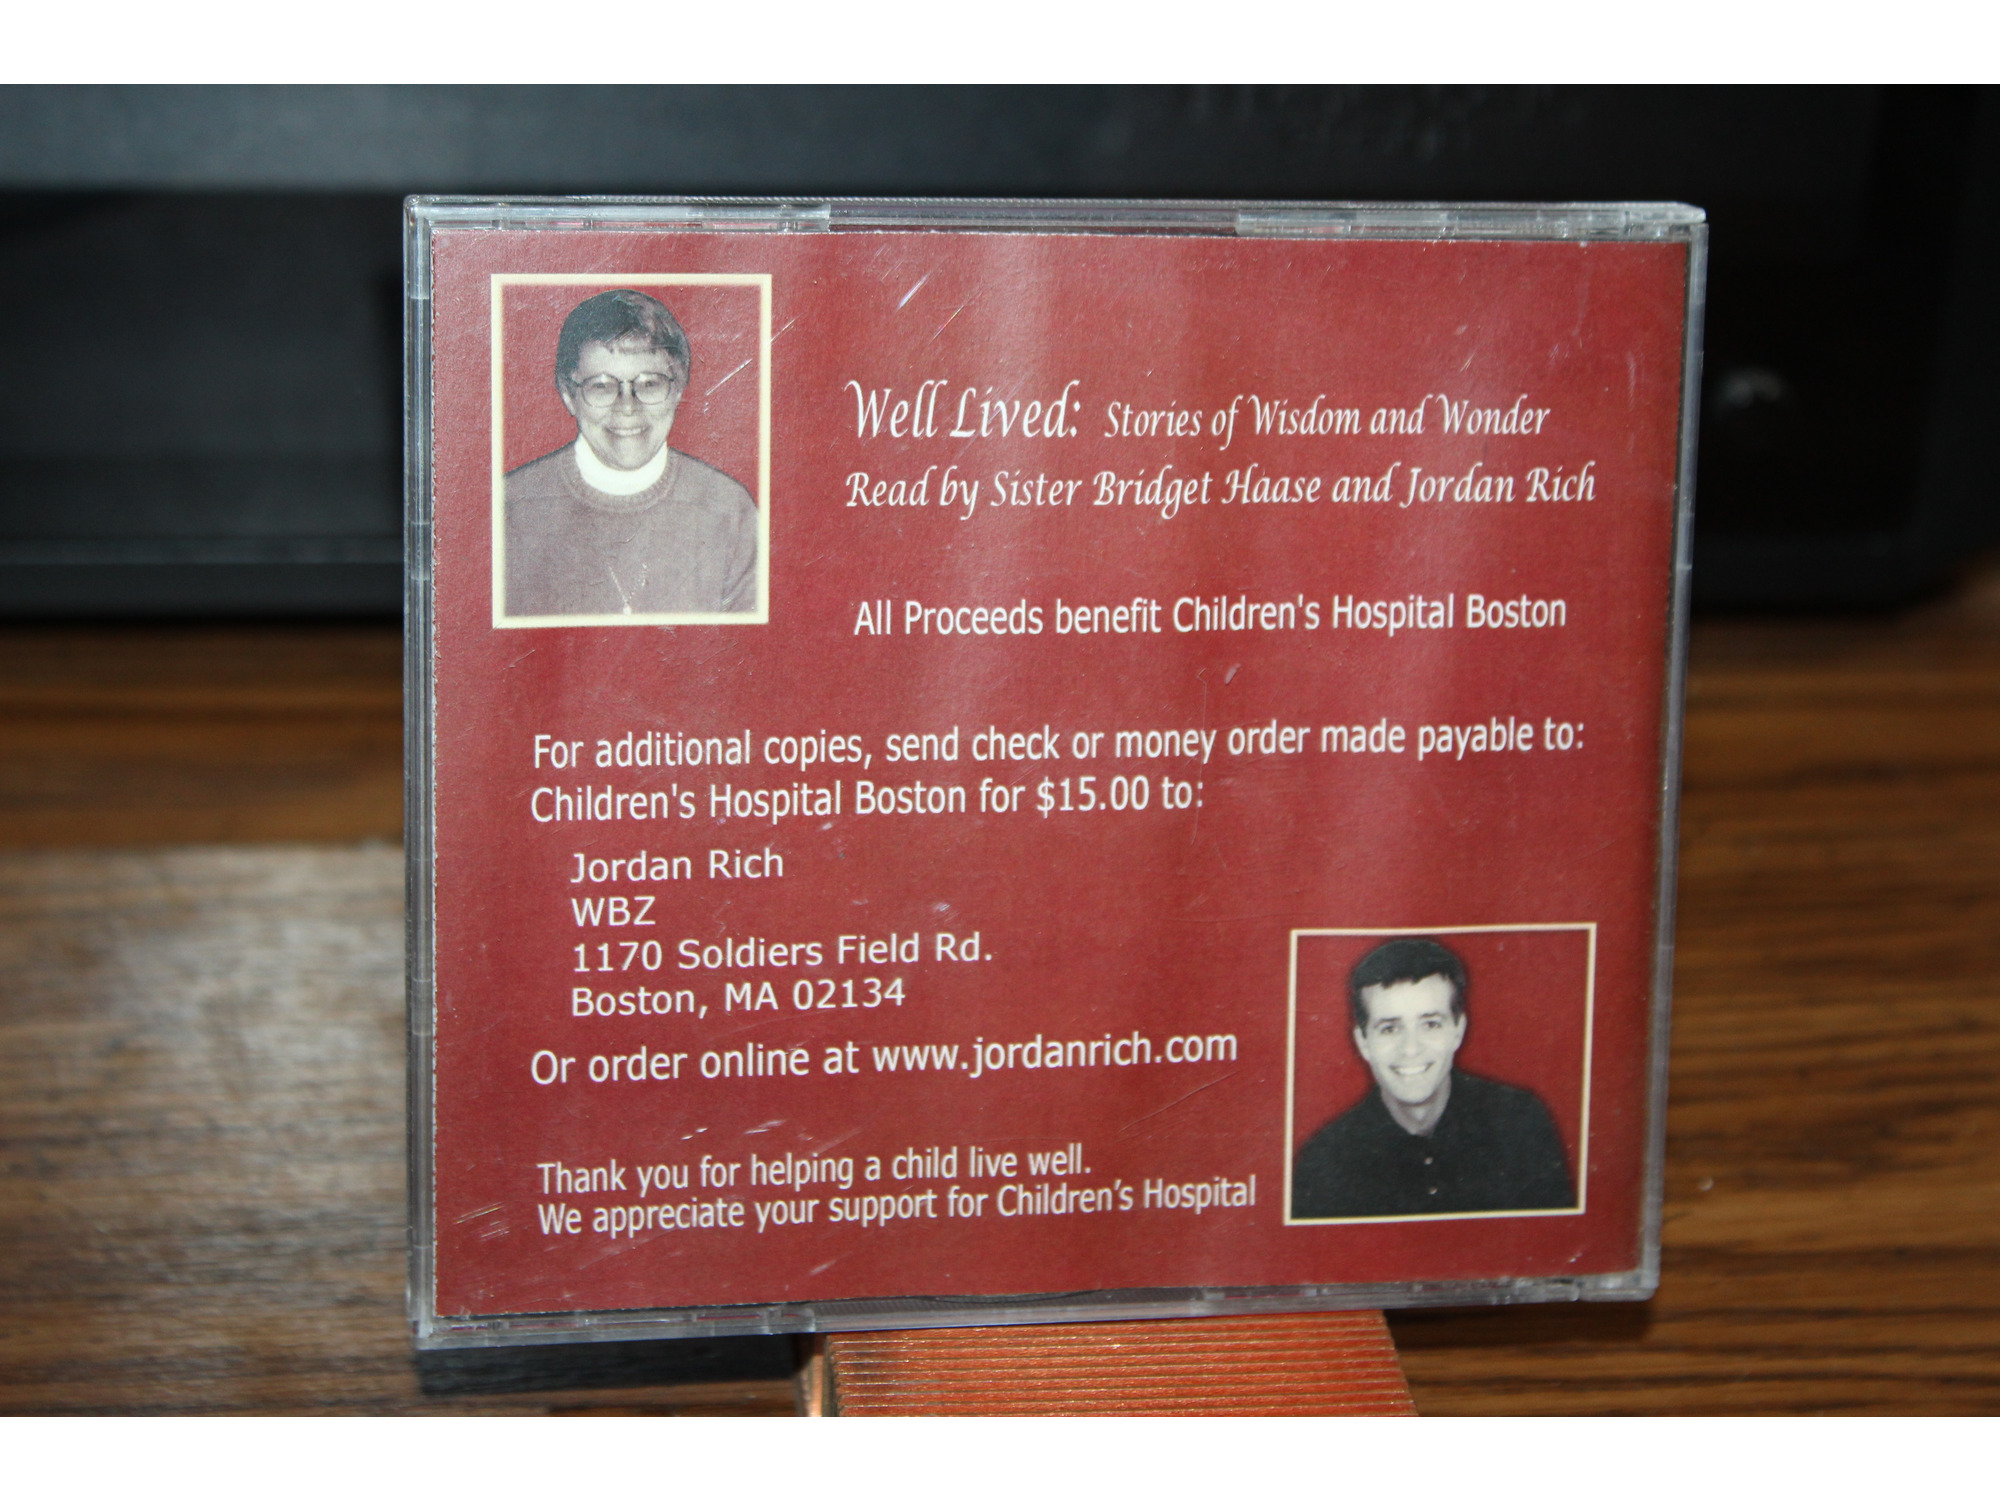 Well Lived: Stories of Wisdom and Wonder
Read by Sister Bridget Haase and Jordan Rich
All Proceeds benefit Children's Hospital Boston
For additional copies, send check or money order made payable to:
Children's Hospital Boston for $15.00 to:
Jordan Rich
WBZ
1170 Soldiers Field Rd.
Boston, MA 02134
Or order online at www.jordanrich.com
Thank you for helping a child live well.
We appreciate your support for Children’s Hospital